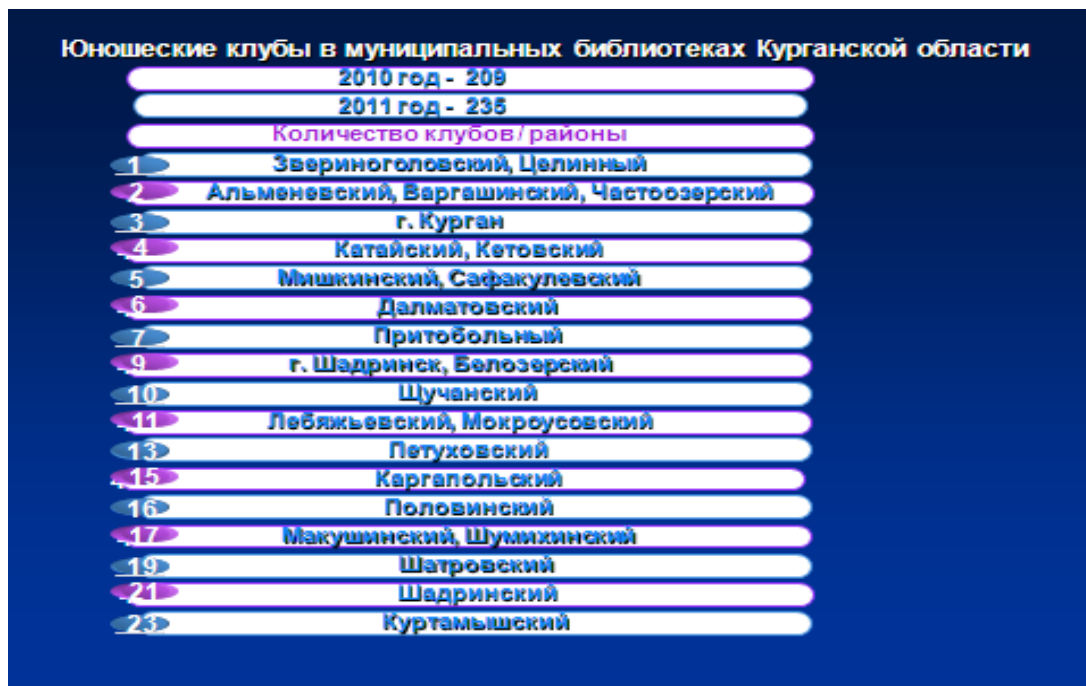 Юношеские клубы в муниципальных библиотеках Курганской области
2010 год - 209
2011 год - 235
Количество клубов/районы
1 Звериноголовский, Целинный
2 Альменевский, Варгашинский, Частоозерский
3 г. Курган
4 Катайский, Кетовский
5 Мишкинский, Сафакулевский
6 Далматовский
7 Притобольный
9 г. Шадринск, Белозерский
10 Щучанский
11 Лебяжьевский, Мокроусовский
13 Петуховский
15 Каргапольский
16 Половинский
17 Макушинский, Шумихинский
19 Шатровский
21 Шадринский
23 Куртамышский